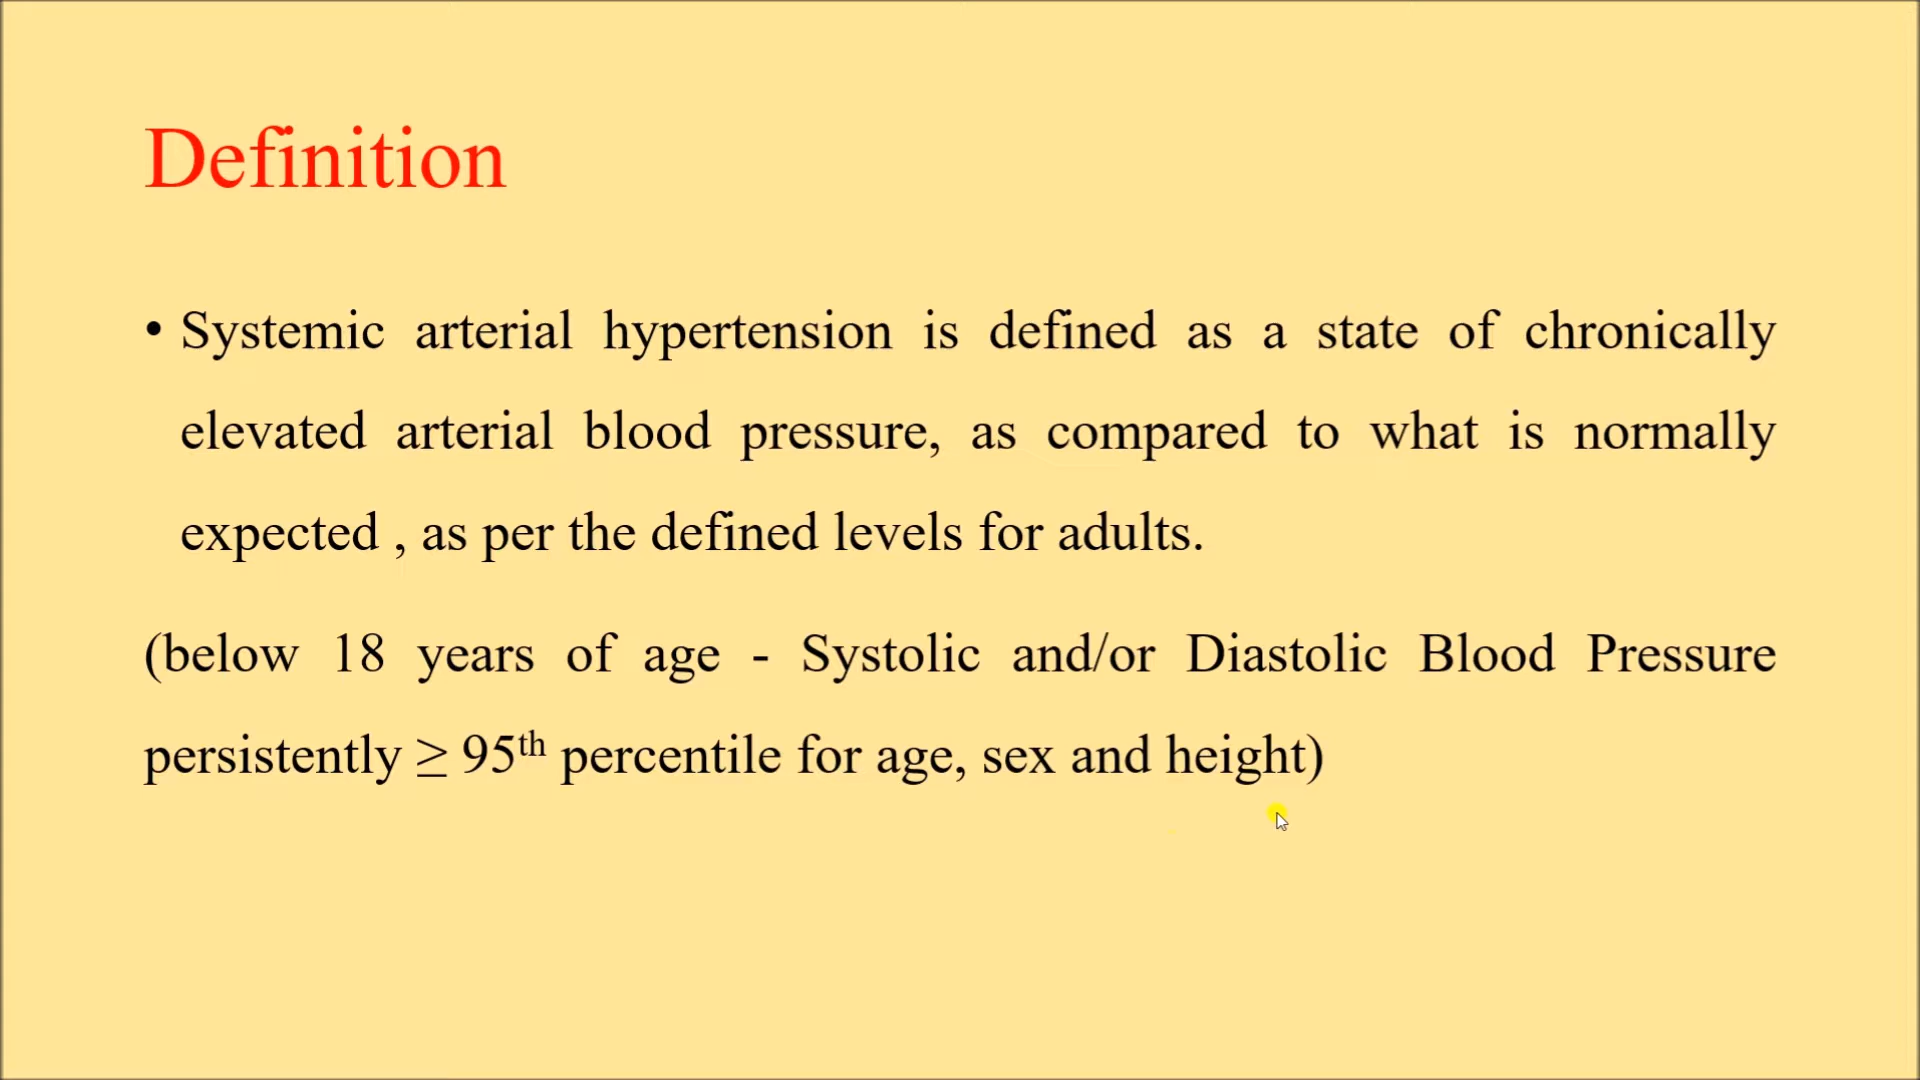 Definition
• Systemic arterial hypertension is defined as a state of chronically
elevated arterial blood pressure, as compared to what is normally
expected , as per the defined levels for adults.
(below 18 years of age - Systolic and/or Diastolic Blood Pressure
persistently ≥ 95th percentile for age, sex and height)